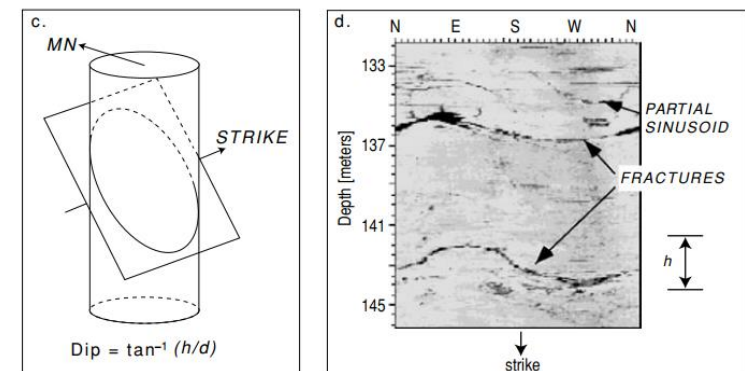 c.
MN
STRIKE
Dip = tan⁻¹ (h/d)
d.
N E S W N
133
137
141
145
Depth [meters]
PARTIAL
SINUSOID
FRACTURES
h
strike